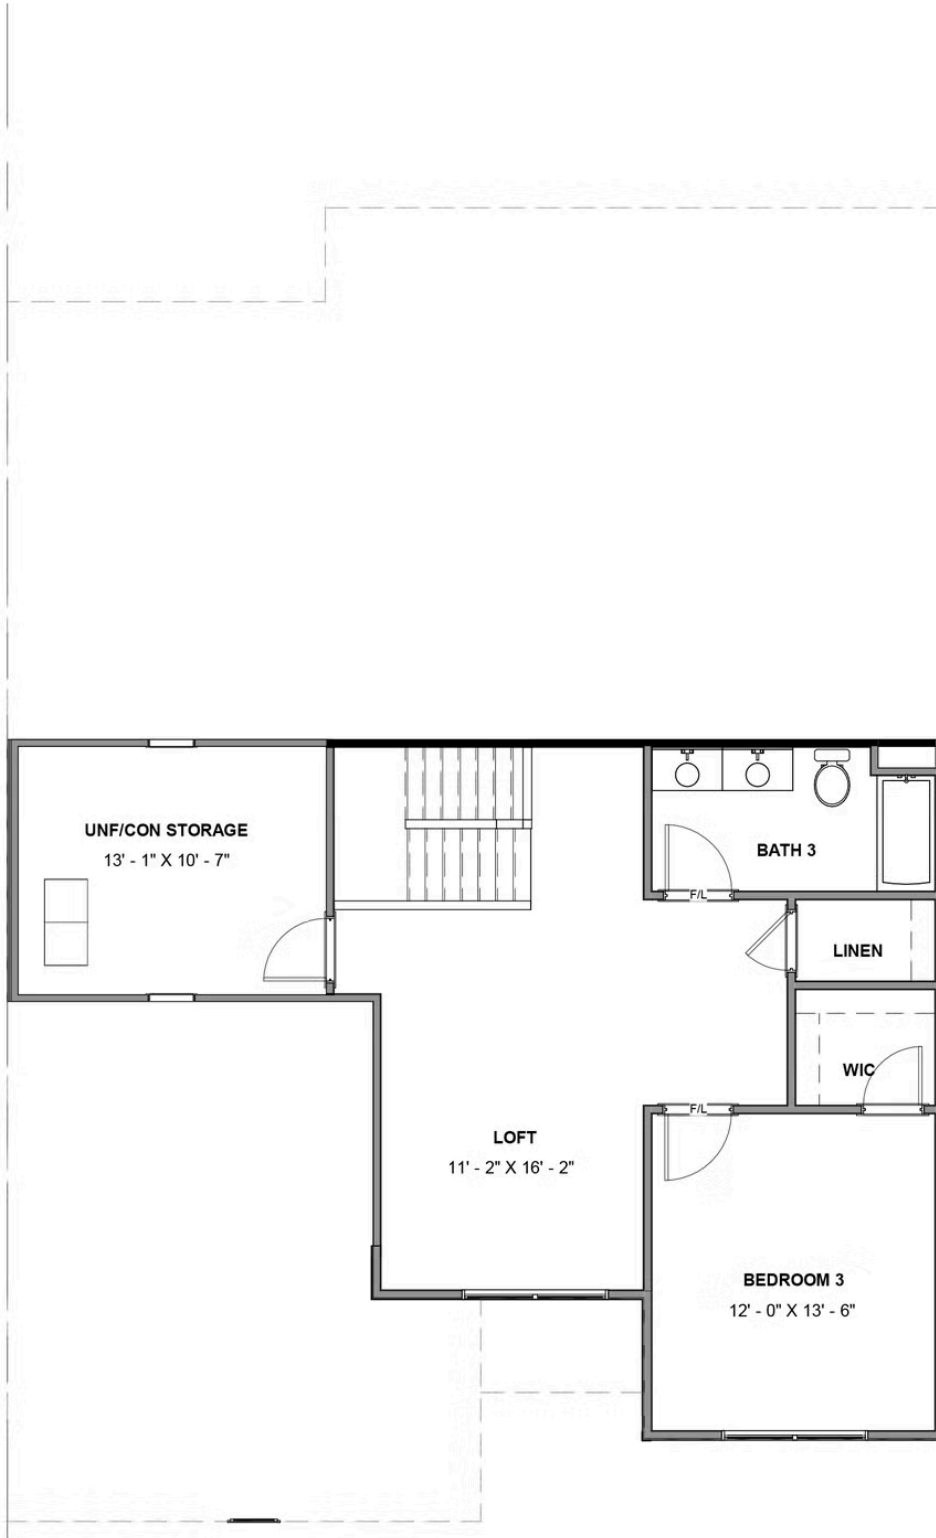 UNF/CON STORAGE
13' - 1" X 10' - 7"
BATH 3
F/L
LINEN
WIC
F/L
LOFT
11' - 2" X 16' - 2"
BEDROOM 3
12' - 0" X 13' - 6"